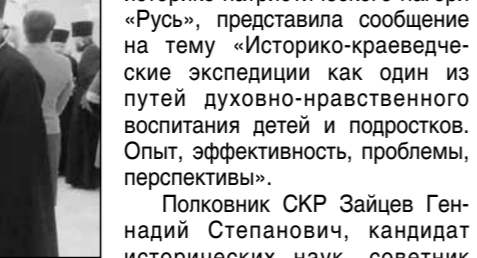 историко-патриотического лагеря
«Русь», представила сообщение
на тему «Историко-краеведче-
ские экспедиции как один из
путей духовно-нравственного
воспитания детей и подростков.
Опыт, эффективность, проблемы,
перспективы».
Полковник СКР Зайцев Ген-
надий Степанович, кандидат
исторических наук, советник